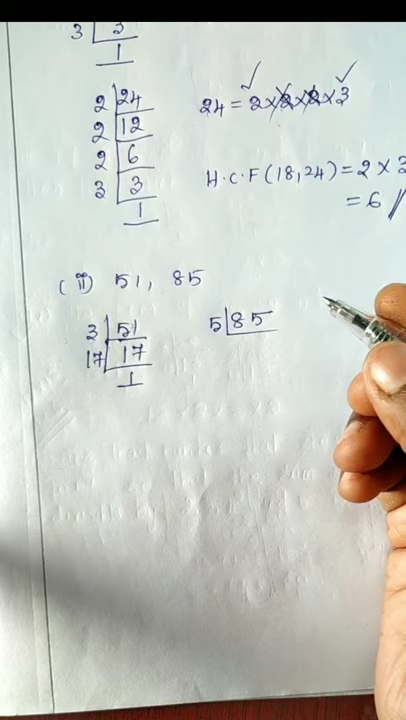 3 | 3
1
2 | 24
2 | 12
2 | 6
3 | 3
1
24 = 2×2×2×3
H.C.F (18,24) = 2 × 3
= 6 //
(ii) 51, 85
3 | 51
17 | 17
1
5 | 85